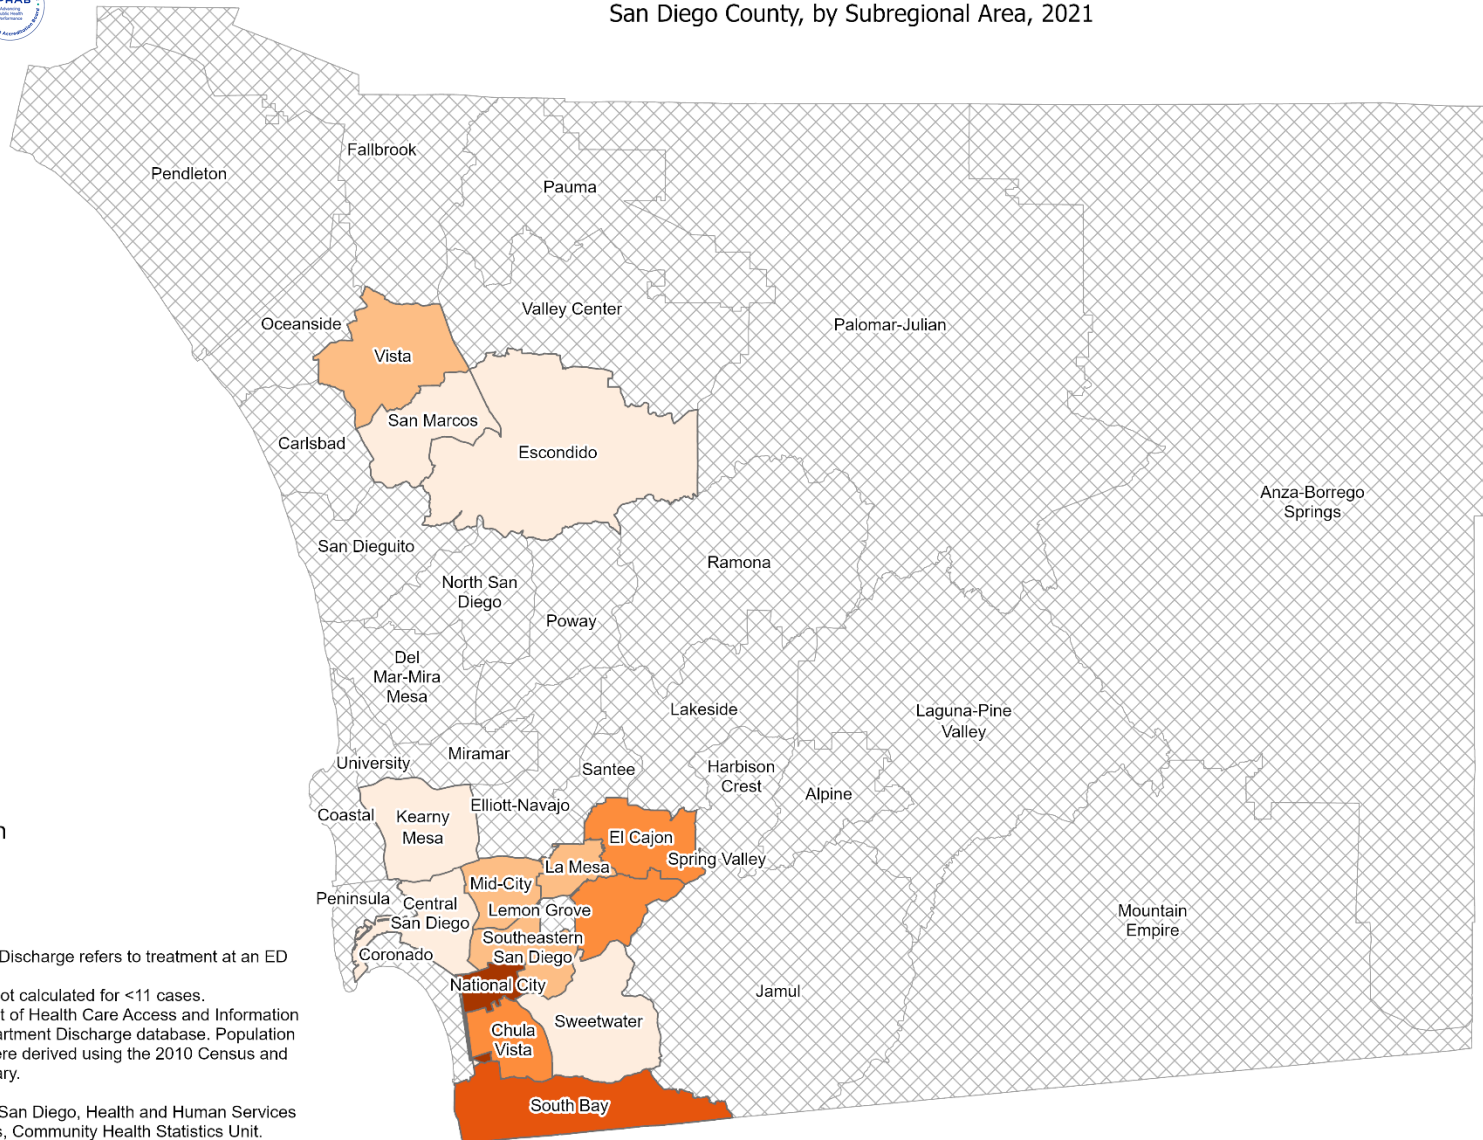 Advancing
San Diego County, by Subregional Area, 2021
Fallbrook
Pendleton
Pauma
Valley Center
Oceanside
Palomar-Julian
Vista
San Marcos
Carlsbad
Escondido
Anza-Borrego
Springs
San Dieguito
Ramona
North San
Diego
Poway
Del
Mar-Mira
Mesa
Lakeside
Laguna-Pine
Valley
Miramar
University
Santee
Harbison
Crest
Alpine
Elliott-Navajo
Coastal
Kearny
Mesa
El Cajon
Spring Valley
La Mesa
Mid-City
Peninsula
Central
San Diego
Lemon Grove
Mountain
Empire
Southeastern
San Diego
Coronado
National City
Jamul
Sweetwater
Chula
Vista
South Bay
Discharge refers to treatment at an ED
ot calculated for <11 cases.
t of Health Care Access and Information
artment Discharge database. Population
ere derived using the 2010 Census and
ary.
San Diego, Health and Human Services
s, Community Health Statistics Unit.